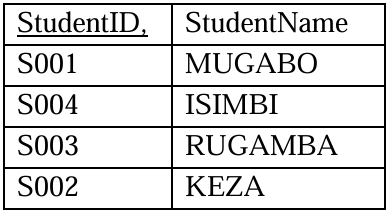 StudentID, StudentName
S001 MUGABO
S004 ISIMBI
S003 RUGAMBA
S002 KEZA